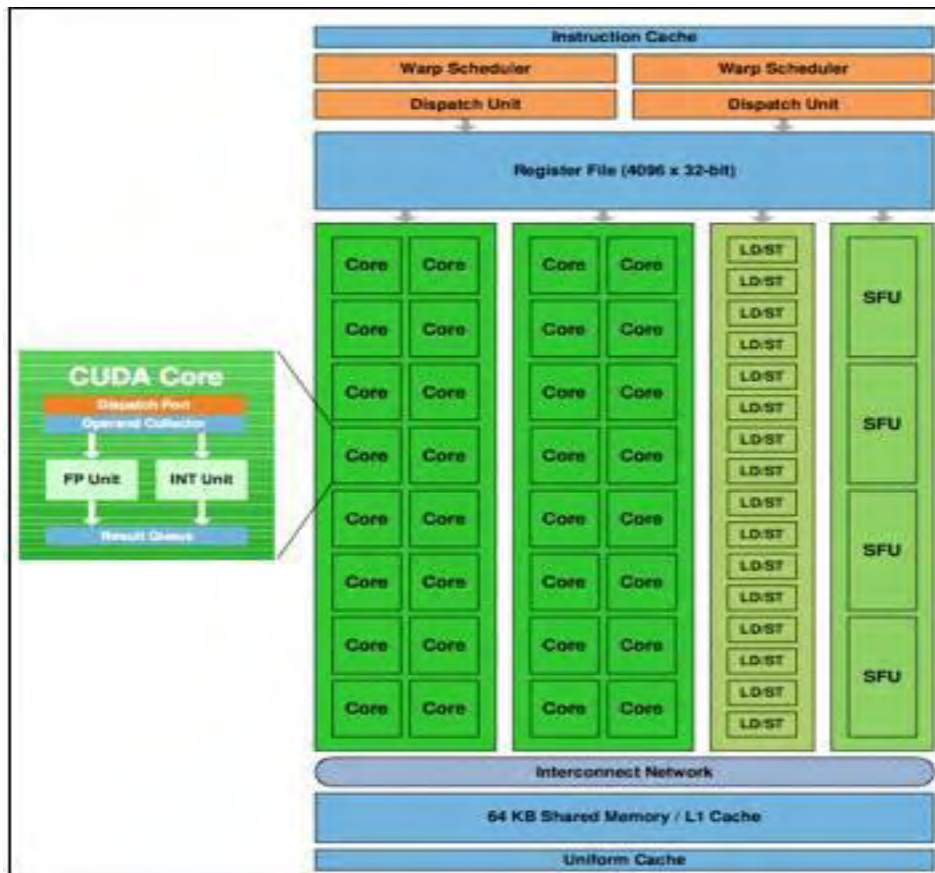 Instruction Cache
Warp Scheduler Warp Scheduler
Dispatch Unit Dispatch Unit
Register File (4096 x 32-bit)
Core Core Core Core LD/ST SFU
LD/ST
Core Core Core Core LD/ST
LD/ST
CUDA Core
Dispatch Port
Operand Collector
FP Unit INT Unit
Result Queue
Core Core Core Core LD/ST SFU
LD/ST
Core Core Core Core LD/ST
LD/ST
Core Core Core Core LD/ST SFU
LD/ST
Core Core Core Core LD/ST
LD/ST
Core Core Core Core LD/ST SFU
LD/ST
Core Core Core Core LD/ST
LD/ST
Interconnect Network
64 KB Shared Memory / L1 Cache
Uniform Cache